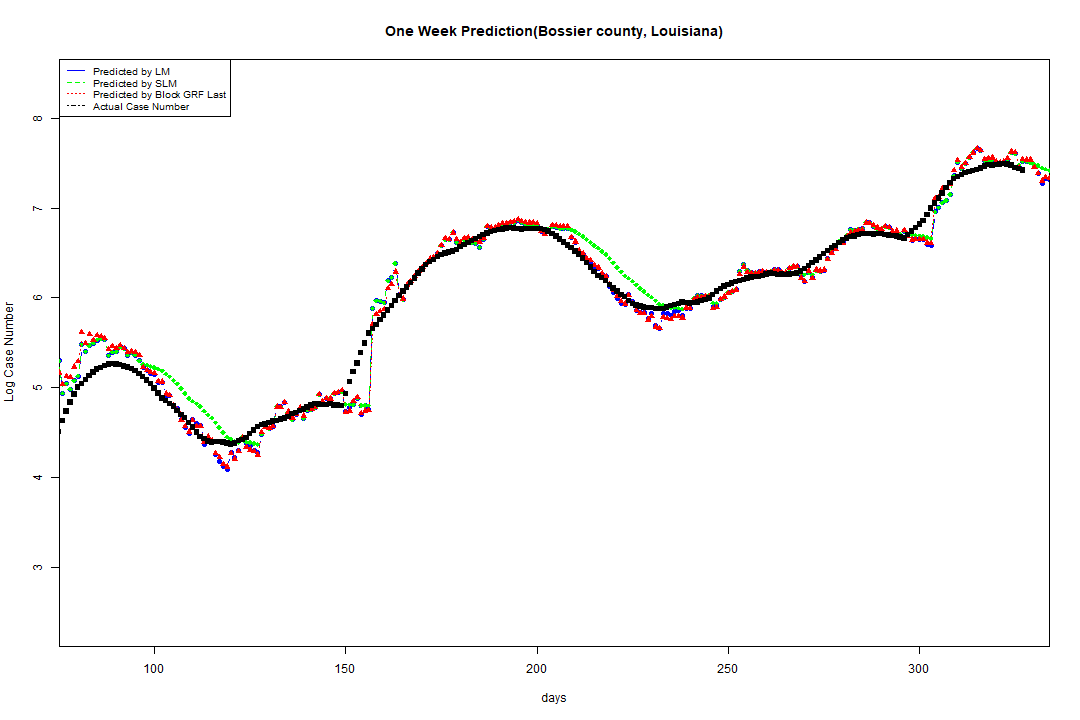 One Week Prediction(Bossier county, Louisiana)
Predicted by LM
Predicted by SLM
Predicted by Block GRF Last
Actual Case Number
8
7
6
5
4
3
Log Case Number
100 150 200 250 300
days